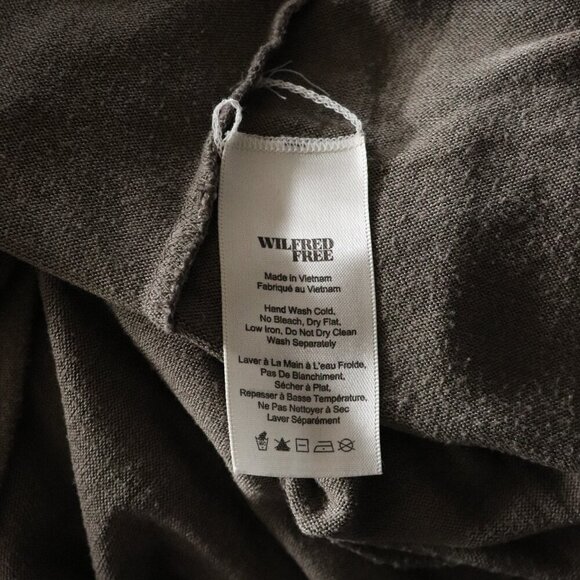 WILFRED
FREE
Made in Vietnam
Fabriqué au Vietnam
Hand Wash Cold,
No Bleach, Dry Flat,
Low Iron, Do Not Dry Clean
Wash Separately
Laver à La Main à L'eau Froide,
Pas De Blanchiment,
Sécher à Plat,
Repasser à Basse Température,
Ne Pas Nettoyer à Sec
Laver Séparément